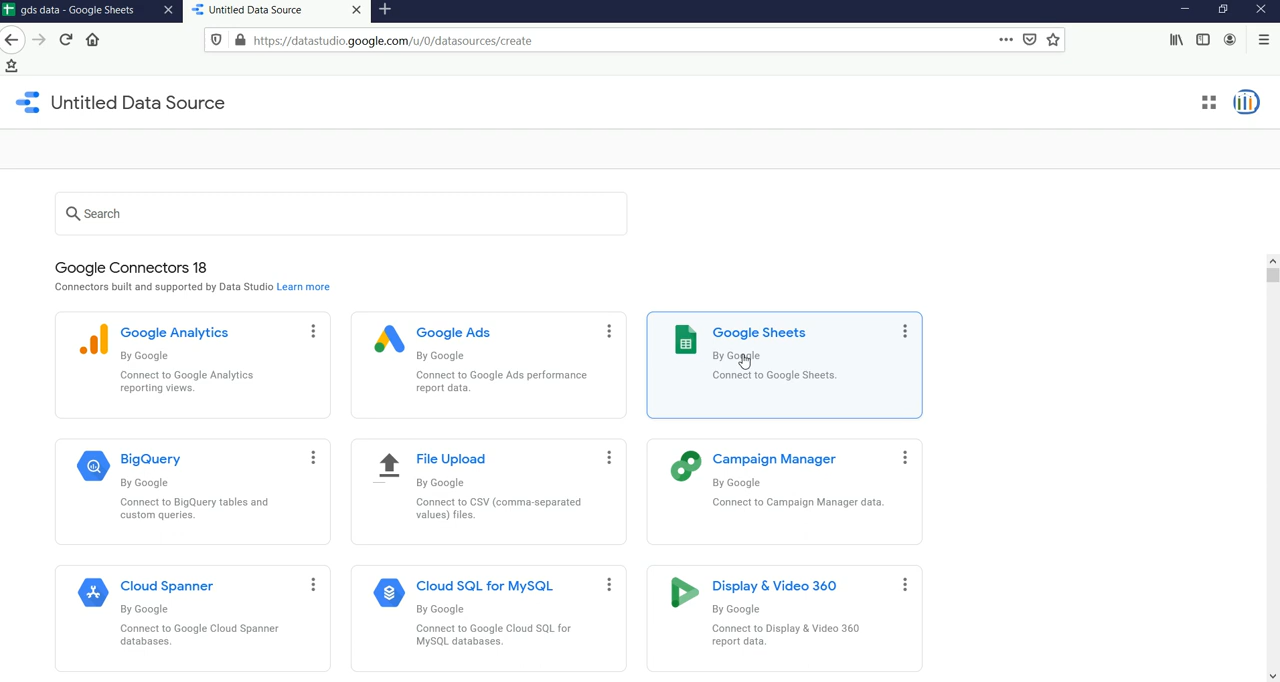 gds data - Google Sheets
Untitled Data Source
https://datastudio.google.com/u/0/datasources/create
Untitled Data Source
Search
Google Connectors 18
Connectors built and supported by Data Studio Learn more
Google Analytics
By Google
Connect to Google Analytics
reporting views.
Google Ads
By Google
Connect to Google Ads performance
report data.
Google Sheets
By Google
Connect to Google Sheets.
BigQuery
By Google
Connect to BigQuery tables and
custom queries.
File Upload
By Google
Connect to CSV (comma-separated
values) files.
Campaign Manager
By Google
Connect to Campaign Manager data.
Cloud Spanner
By Google
Connect to Google Cloud Spanner
databases.
Cloud SQL for MySQL
By Google
Connect to Google Cloud SQL for
MySQL databases.
Display & Video 360
By Google
Connect to Display & Video 360
report data.